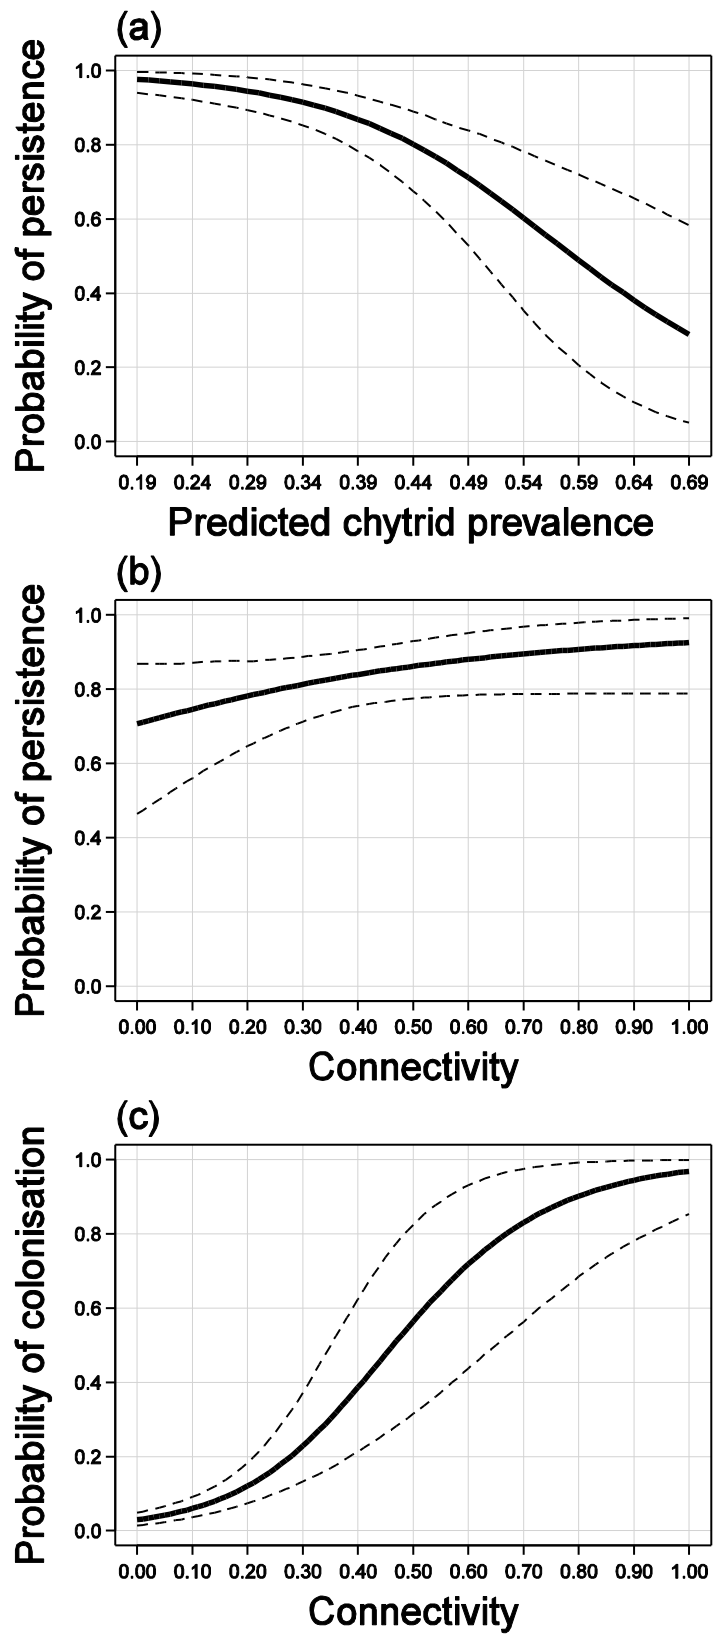 (a)
Probability of persistence
1.0
0.8
0.6
0.4
0.2
0.0
0.19 0.24 0.29 0.34 0.39 0.44 0.49 0.54 0.59 0.64 0.69
Predicted chytrid prevalence
(b)
Probability of persistence
1.0
0.8
0.6
0.4
0.2
0.0
0.00 0.10 0.20 0.30 0.40 0.50 0.60 0.70 0.80 0.90 1.00
Connectivity
(c)
Probability of colonisation
1.0
0.8
0.6
0.4
0.2
0.0
0.00 0.10 0.20 0.30 0.40 0.50 0.60 0.70 0.80 0.90 1.00
Connectivity